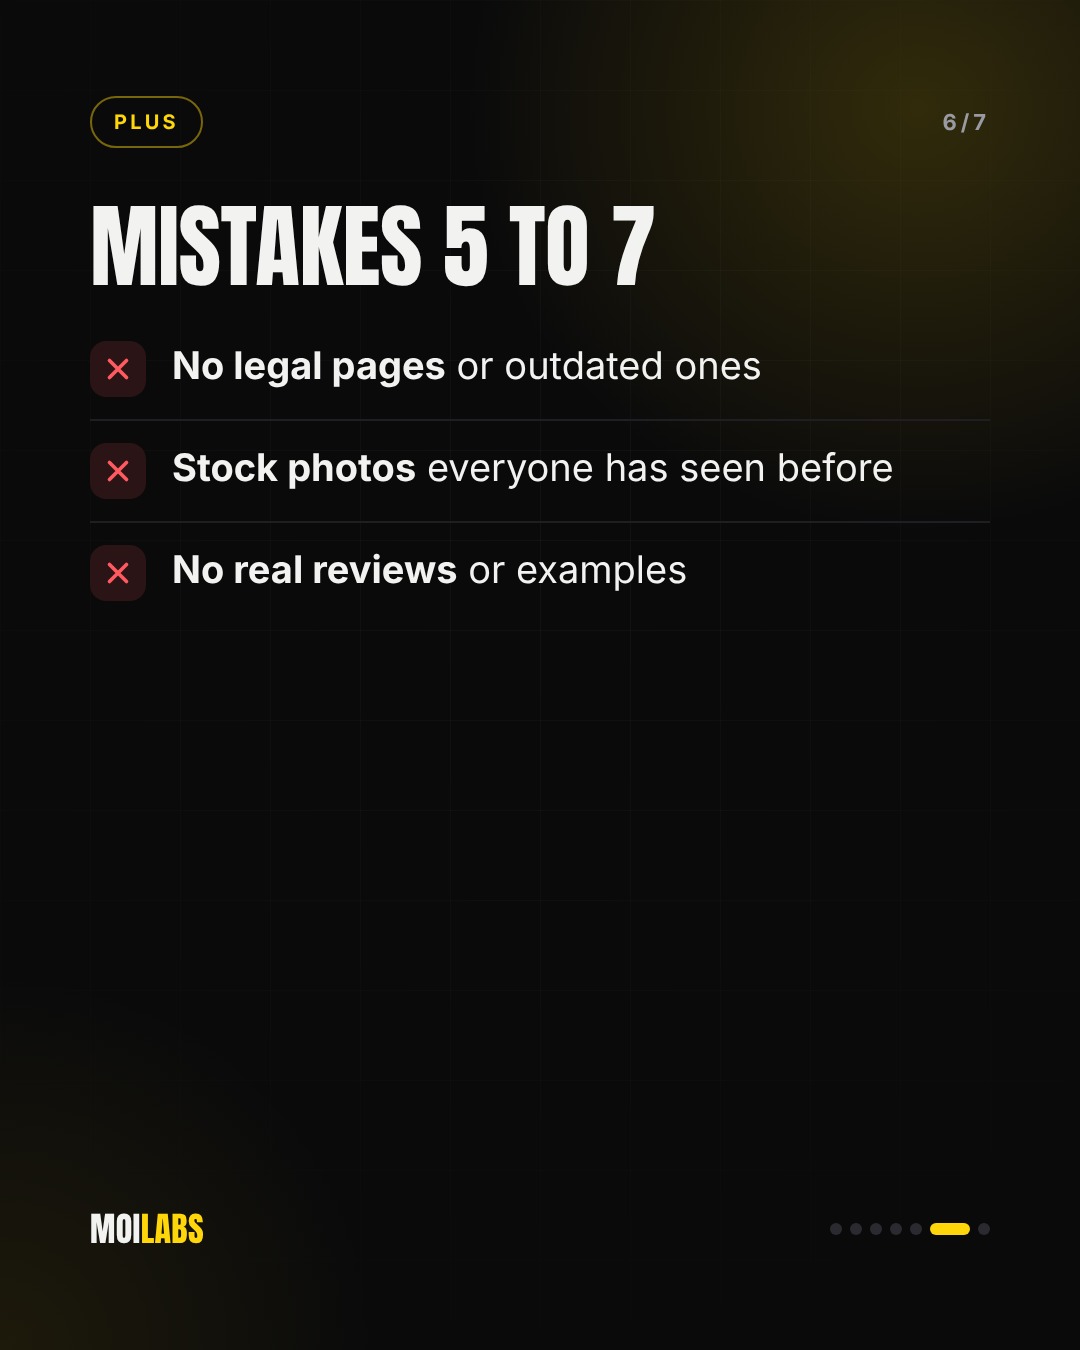 PLUS
6/7
MISTAKES 5 TO 7
No legal pages or outdated ones
Stock photos everyone has seen before
No real reviews or examples
MOILABS